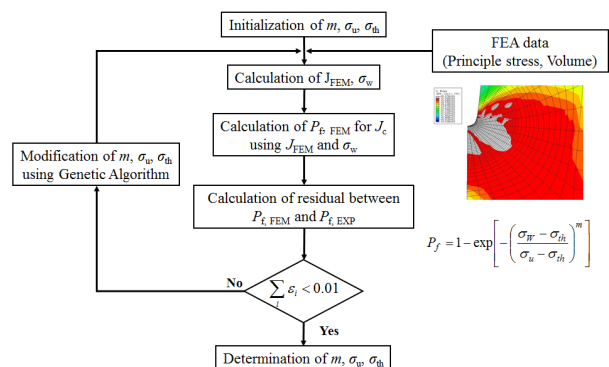 Initialization of m, σu, σth
FEA data
(Principle stress, Volume)
Calculation of JFEM, σw
Calculation of Pf, FEM for Jc
using JFEM and σw
Modification of m, σu, σth
using Genetic Algorithm
Calculation of residual between
Pf, FEM and Pf, EXP
Pf = 1 − exp[−((σW − σth)/(σu − σth))^m]
No
∑i εi < 0.01
Yes
Determination of m, σu, σth